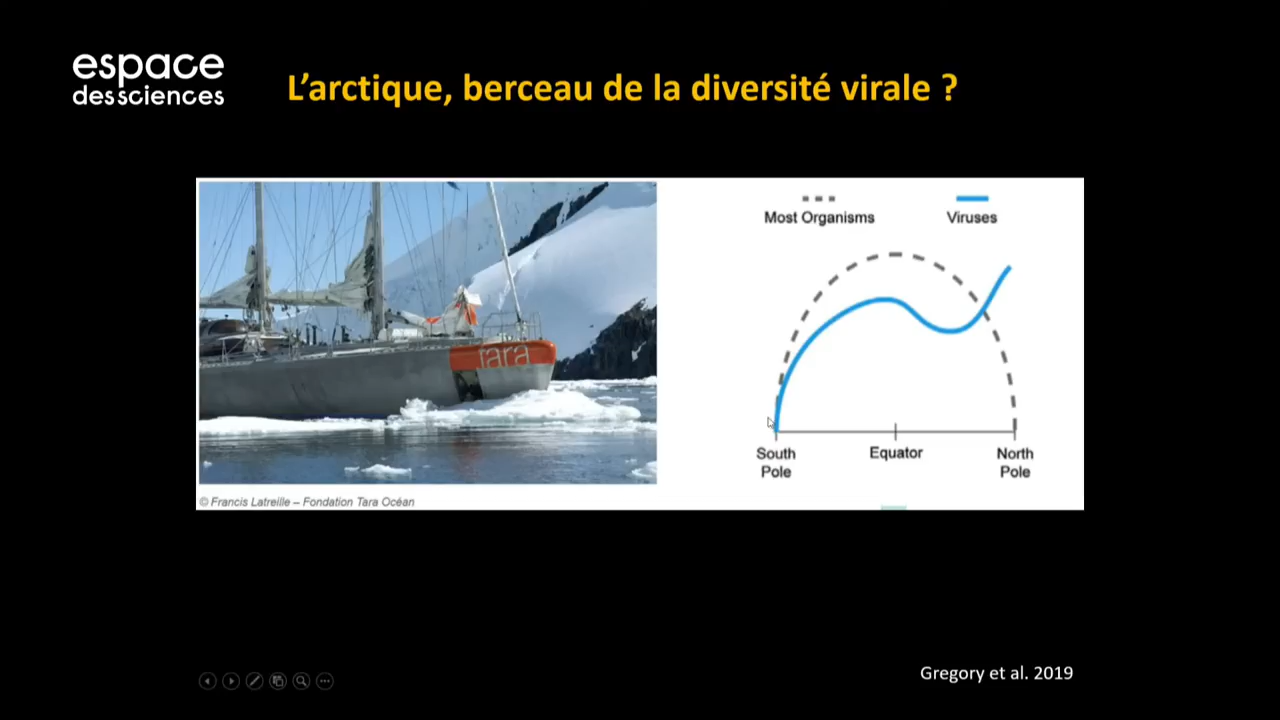 espace
des sciences
L'arctique, berceau de la diversité virale ?
tara
© Francis Latreille – Fondation Tara Océan
Most Organisms
Viruses
South
Pole
Equator
North
Pole
Gregory et al. 2019